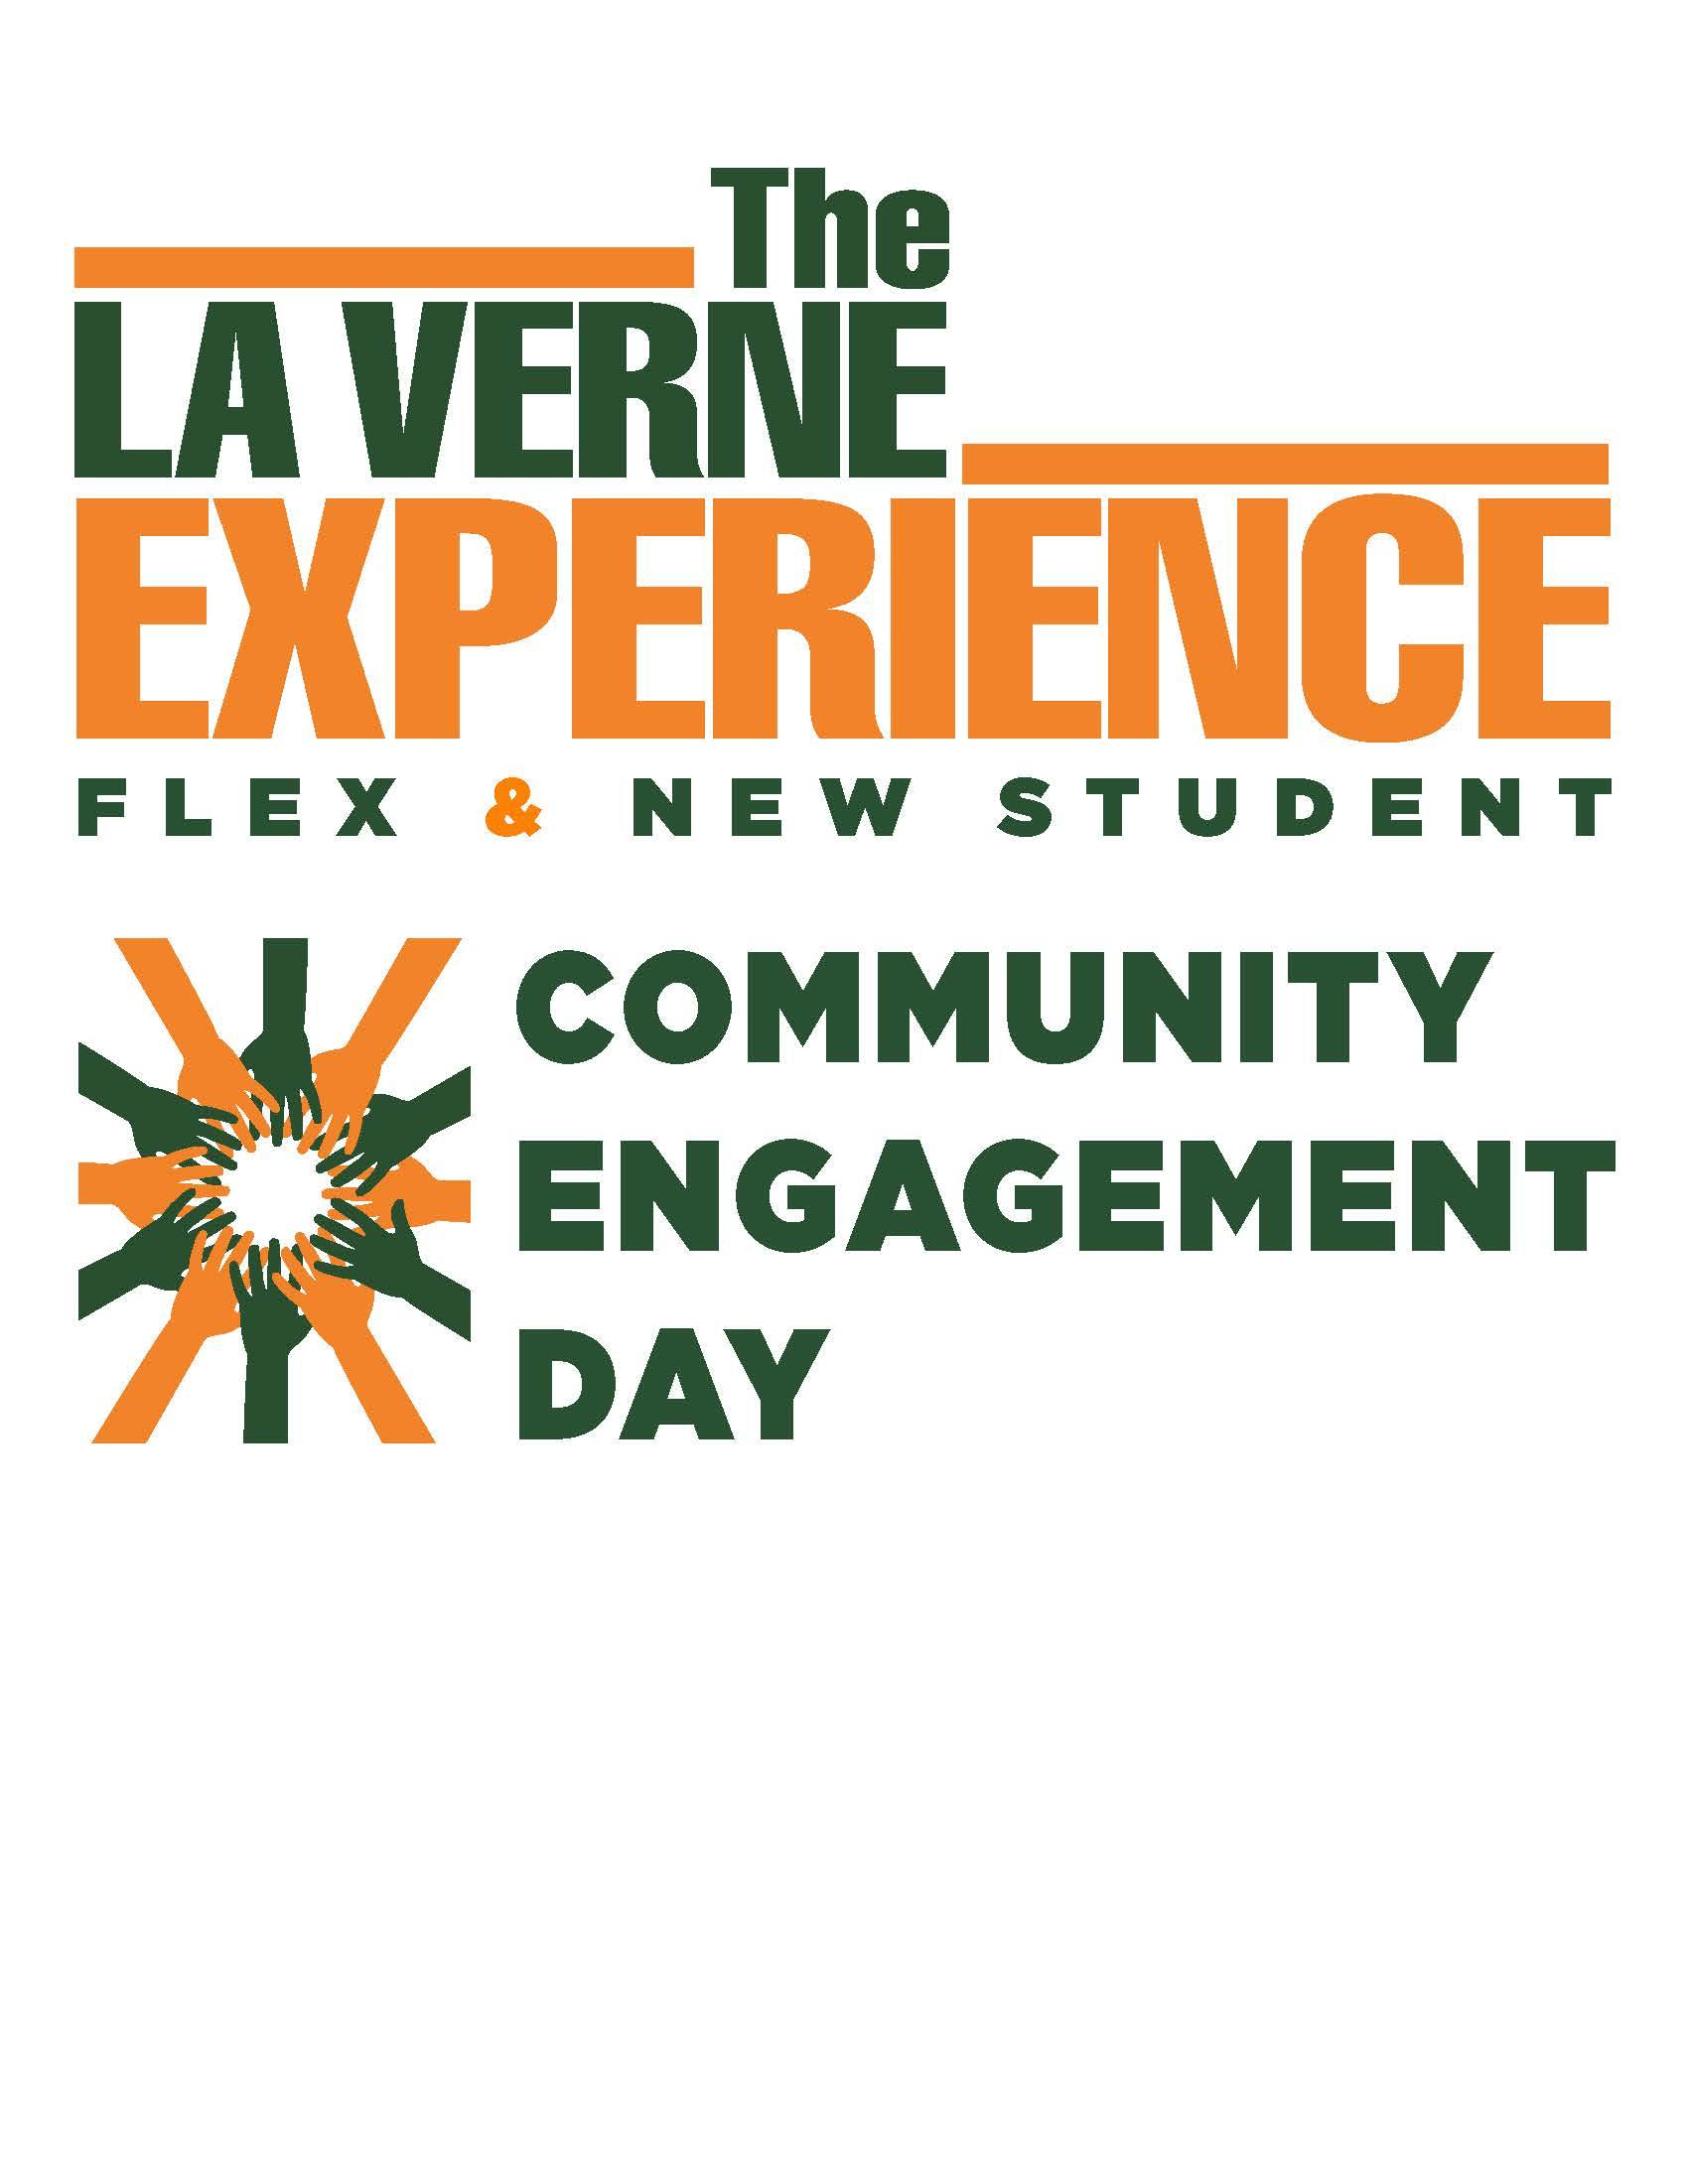 The
LA VERNE
EXPERIENCE
FLEX & NEW STUDENT
COMMUNITY
ENGAGEMENT
DAY